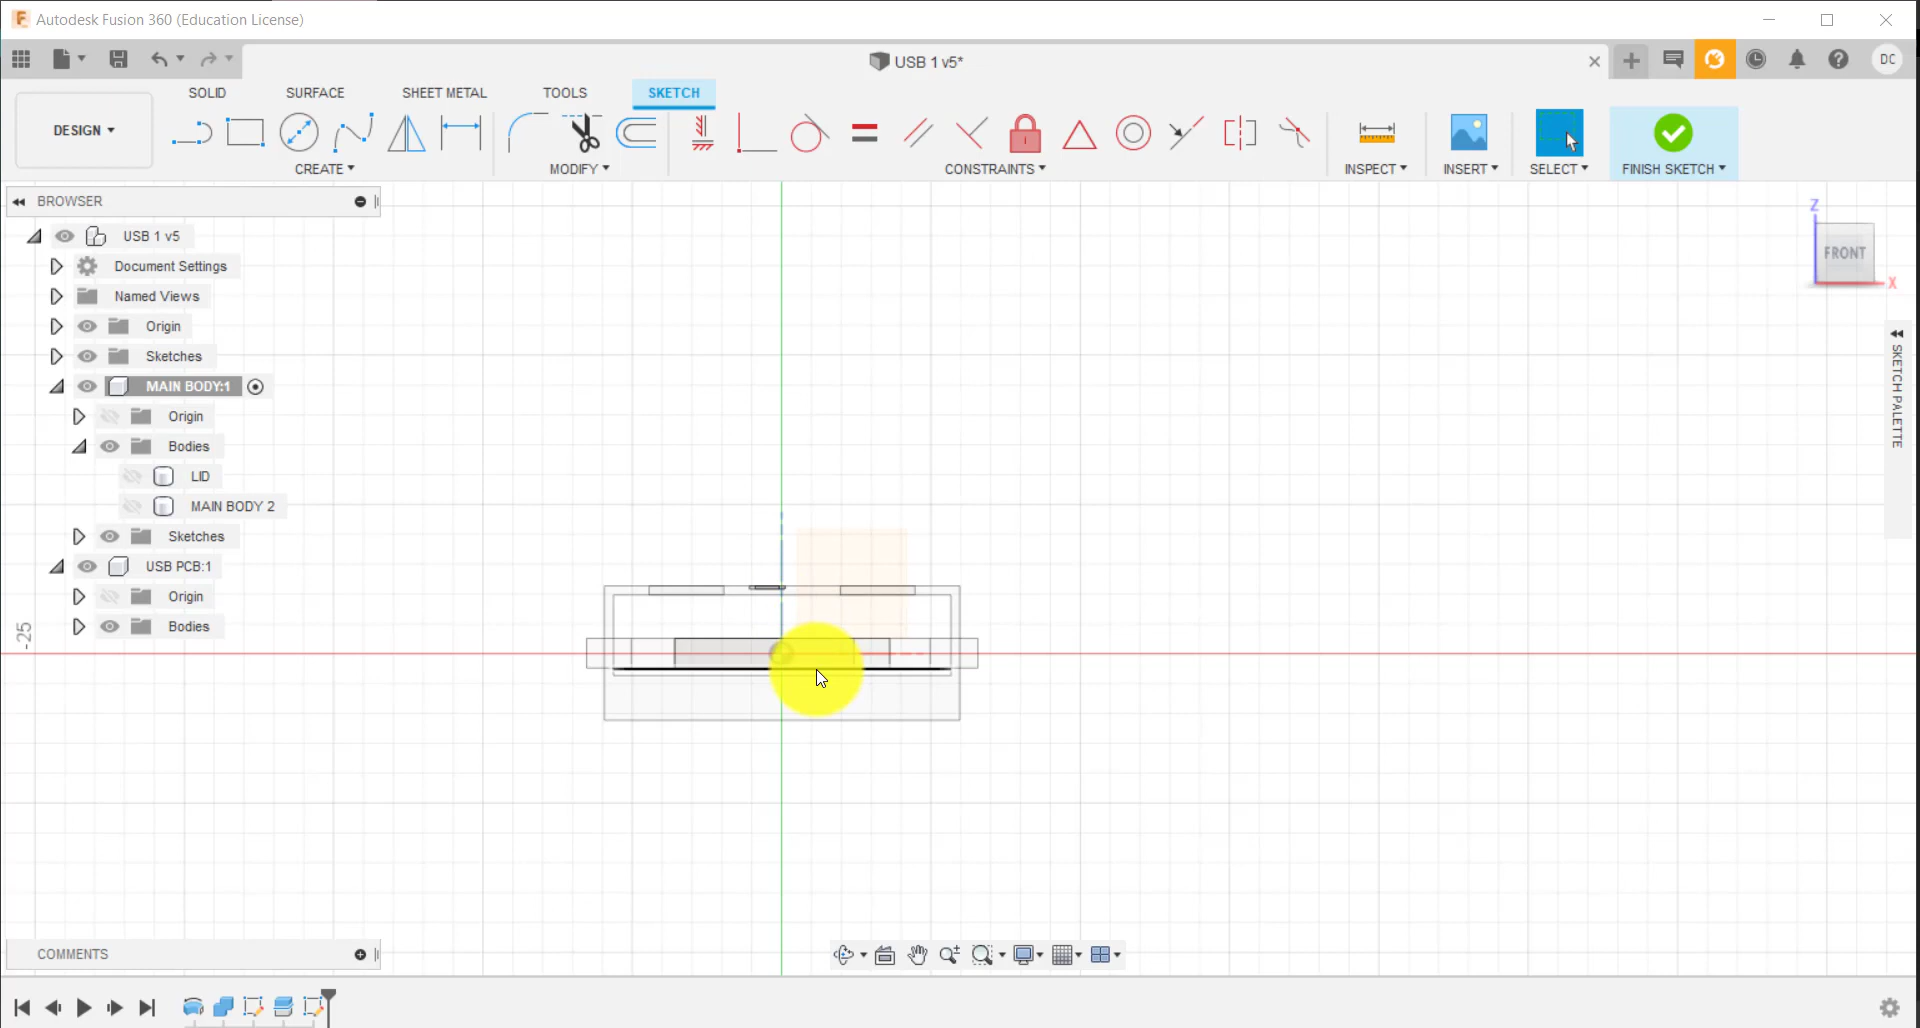 Autodesk Fusion 360 (Education License)
USB 1 v5*
DC
DESIGN
SOLID
SURFACE
SHEET METAL
TOOLS
SKETCH
CREATE
MODIFY
CONSTRAINTS
INSPECT
INSERT
SELECT
FINISH SKETCH
BROWSER
USB 1 v5
Document Settings
Named Views
Origin
Sketches
MAIN BODY:1
Origin
Bodies
LID
MAIN BODY 2
Sketches
USB PCB:1
Origin
Bodies
-25
Z
FRONT
X
SKETCH PALETTE
COMMENTS